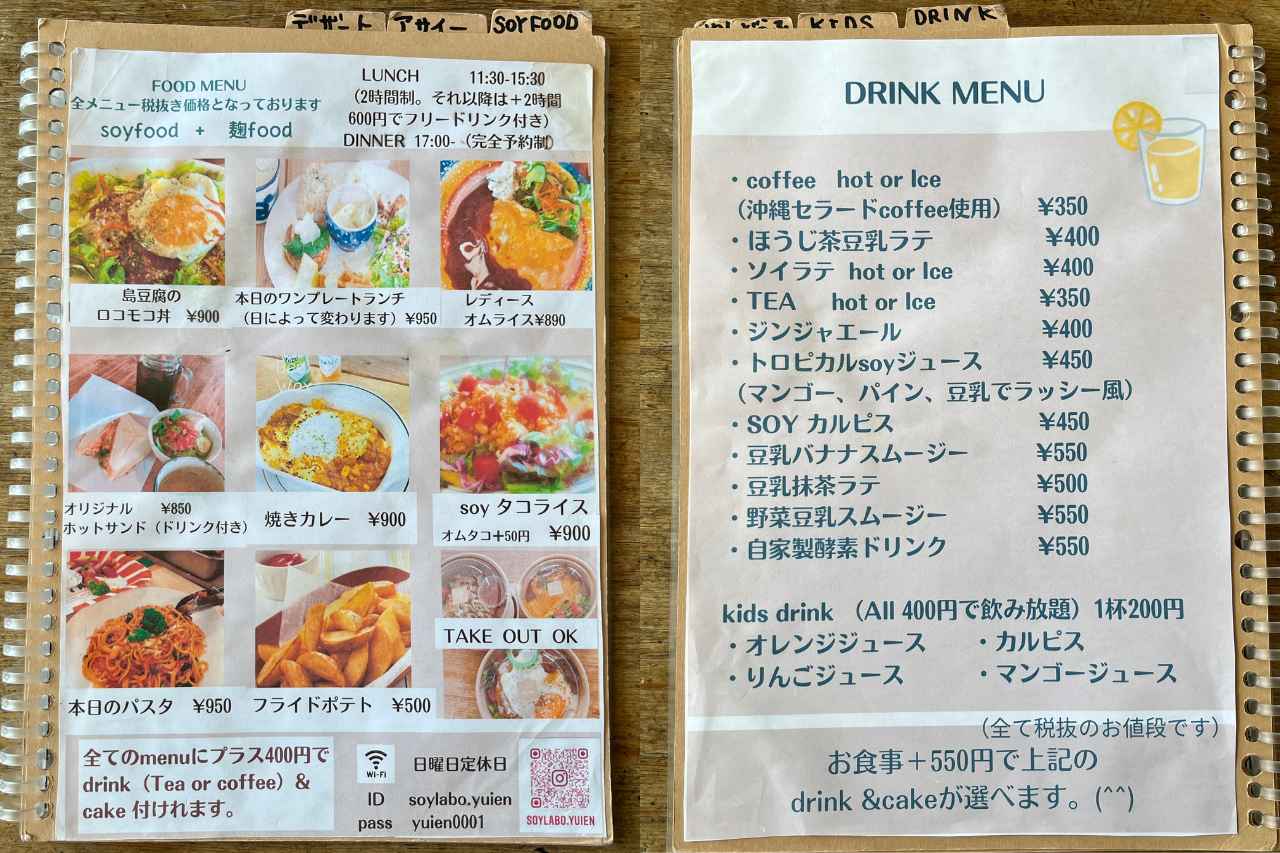 デザート アサイー SOYFOOD
FOOD MENU
全メニュー税抜き価格となっております
soyfood + 麹food
LUNCH 11:30-15:30
(2時間制。それ以降は+2時間
600円でフリードリンク付き)
DINNER 17:00-(完全予約制)
島豆腐の
ロコモコ丼 ¥900
本日のワンプレートランチ
(日によって変わります)¥950
レディース
オムライス¥890
オリジナル ¥850
ホットサンド(ドリンク付き)
焼きカレー ¥900
soy タコライス
オムタコ+50円 ¥900
本日のパスタ ¥950
フライドポテト ¥500
TAKE OUT OK
全てのmenuにプラス400円で
drink(Tea or coffee)&
cake 付けれます。
Wi-Fi
日曜日定休日
ID soylabo.yuien
pass yuien0001
SOYLABO.YUIEN
KIDS DRINK
DRINK MENU
・coffee hot or Ice
(沖縄セラードcoffee使用) ¥350
・ほうじ茶豆乳ラテ ¥400
・ソイラテ hot or Ice ¥400
・TEA hot or Ice ¥350
・ジンジャエール ¥400
・トロピカルsoyジュース ¥450
(マンゴー、パイン、豆乳でラッシー風)
・SOY カルピス ¥450
・豆乳バナナスムージー ¥550
・豆乳抹茶ラテ ¥500
・野菜豆乳スムージー ¥550
・自家製酵素ドリンク ¥550
kids drink (All 400円で飲み放題)1杯200円
・オレンジジュース ・カルピス
・りんごジュース ・マンゴージュース
(全て税抜のお値段です)
お食事+550円で上記の
drink &cakeが選べます。(^^)